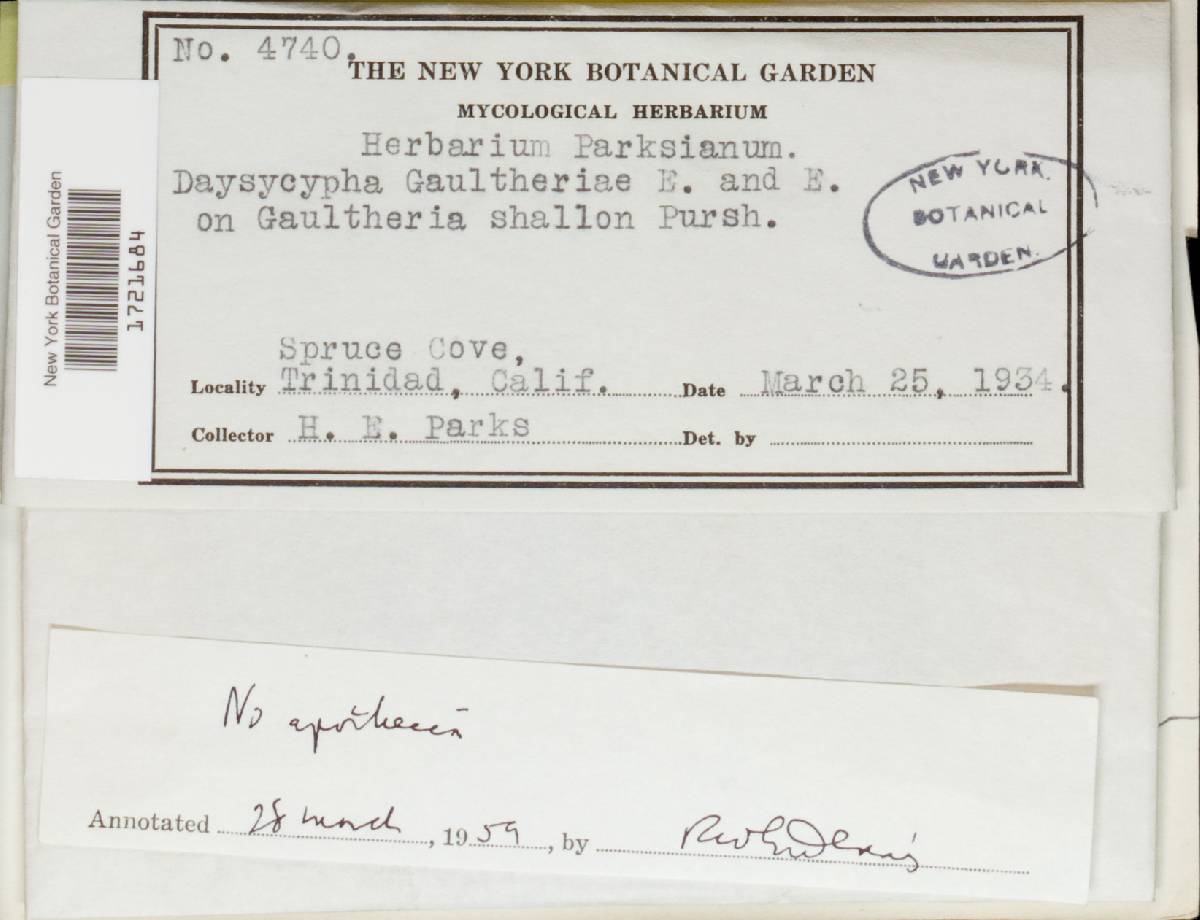 No. 4740.
THE NEW YORK BOTANICAL GARDEN
MYCOLOGICAL HERBARIUM
Herbarium Parksianum.
Daysycypha Gaultheriae E. and E.
on Gaultheria shallon Pursh.
NEW YORK
BOTANICAL
GARDEN.
New York Botanical Garden
1721684
Spruce Cove,
Locality Trinidad, Calif. Date March 25, 1934.
Collector H. E. Parks Det. by
No apothecia
Annotated 28 March, 1959, by